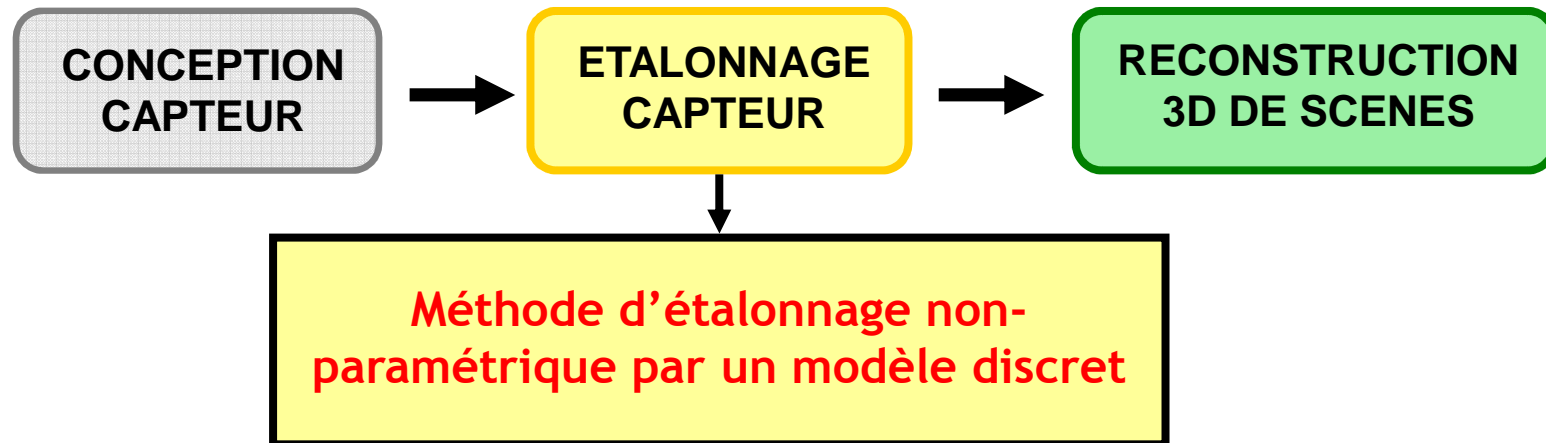 CONCEPTION
CAPTEUR
ETALONNAGE
CAPTEUR
RECONSTRUCTION
3D DE SCENES
Méthode d’étalonnage non-
paramétrique par un modèle discret